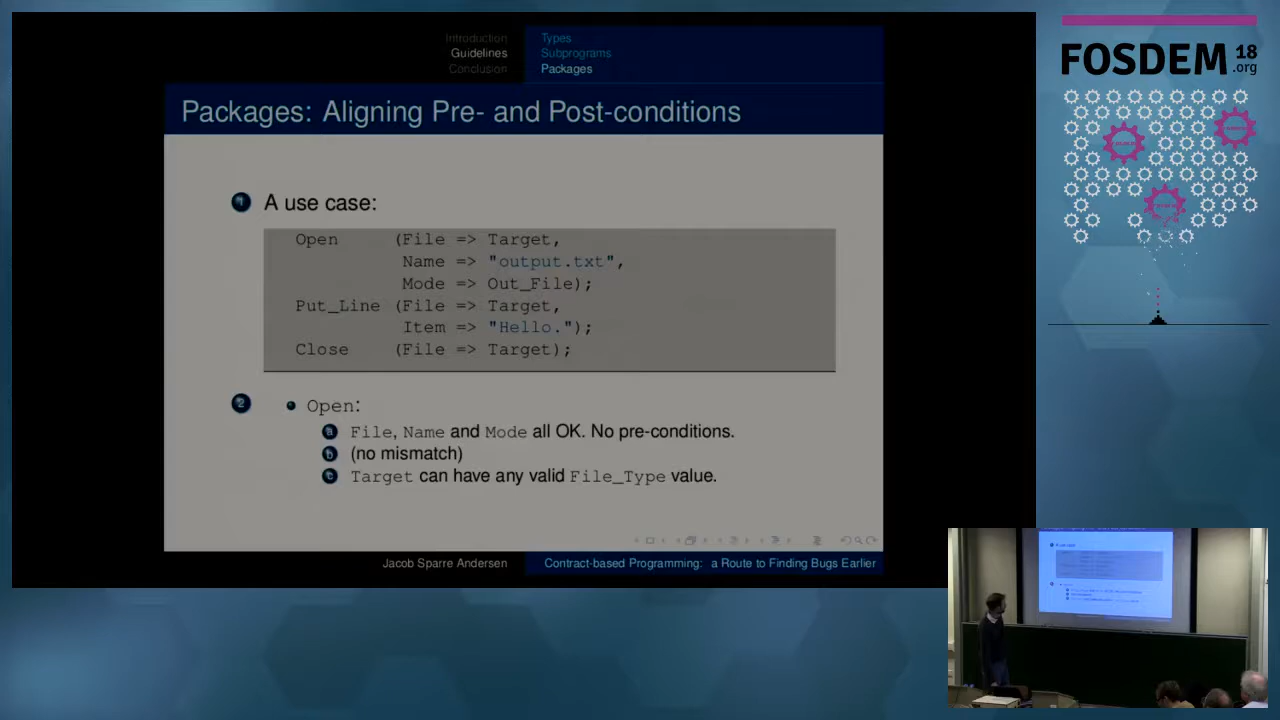 Introduction
Guidelines
Conclusion
Types
Subprograms
Packages
Packages: Aligning Pre- and Post-conditions
1 A use case:
Open (File => Target,
Name => "output.txt",
Mode => Out_File);
Put_Line (File => Target,
Item => "Hello.");
Close (File => Target);
2 Open:
a File, Name and Mode all OK. No pre-conditions.
b (no mismatch)
c Target can have any valid File_Type value.
Jacob Sparre Andersen
Contract-based Programming: a Route to Finding Bugs Earlier
FOSDEM 18
.org